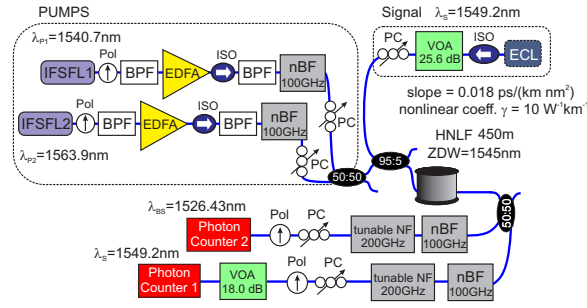 PUMPS
λP1=1540.7nm
Pol
ISO
nBF
100GHz
IFSFL1
BPF
EDFA
BPF
PC
Pol
ISO
nBF
100GHz
IFSFL2
BPF
EDFA
BPF
PC
λP2=1563.9nm
50:50
Signal λS=1549.2nm
PC
VOA
25.6 dB
ISO
ECL
slope = 0.018 ps/(km nm²)
nonlinear coeff. γ = 10 W⁻¹km⁻¹
HNLF 450m
ZDW=1545nm
95:5
50:50
λBS=1526.43nm
Photon
Counter 2
Pol
PC
tunable NF
200GHz
nBF
100GHz
λS=1549.2nm
Photon
Counter 1
VOA
18.0 dB
Pol
PC
tunable NF
200GHz
nBF
100GHz